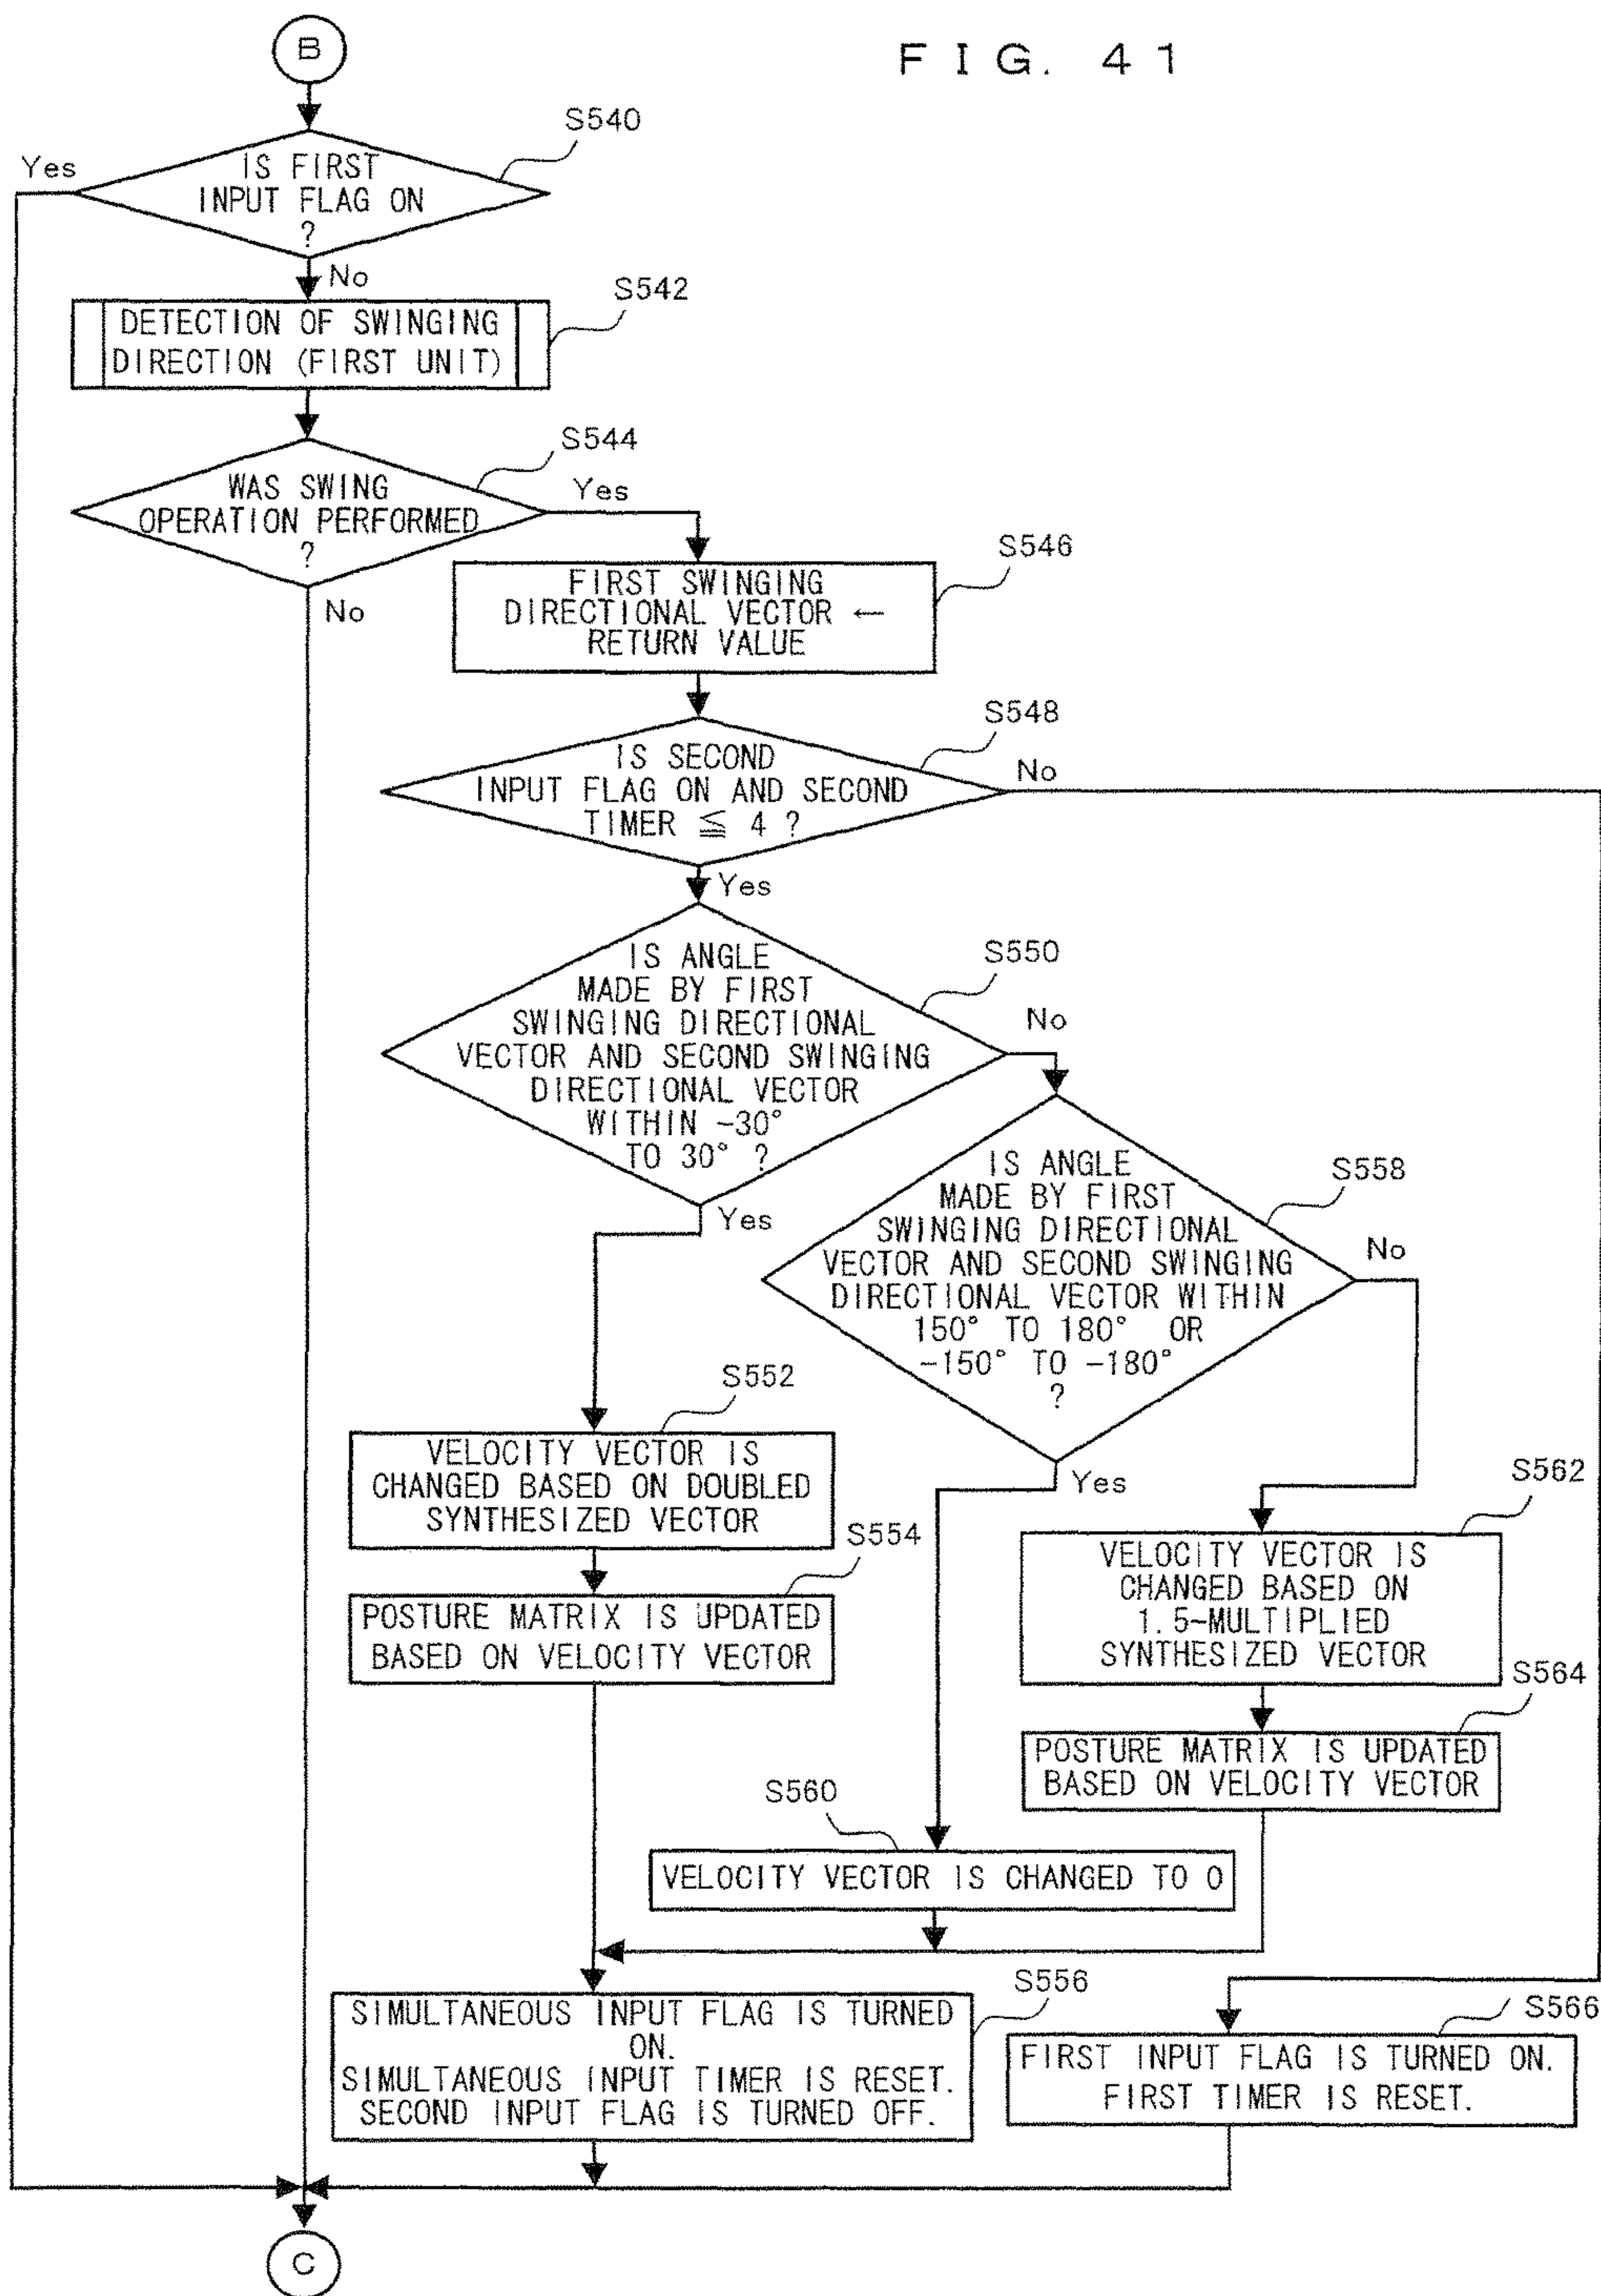 FIG. 41
B
S540
Yes
IS FIRST
INPUT FLAG ON
?
No
S542
DETECTION OF SWINGING
DIRECTION (FIRST UNIT)
S544
WAS SWING
OPERATION PERFORMED
?
Yes
No
S546
FIRST SWINGING
DIRECTIONAL VECTOR ←
RETURN VALUE
S548
IS SECOND
INPUT FLAG ON AND SECOND
TIMER ≦ 4 ?
No
Yes
S550
IS ANGLE
MADE BY FIRST
SWINGING DIRECTIONAL
VECTOR AND SECOND SWINGING
DIRECTIONAL VECTOR
WITHIN -30°
TO 30° ?
No
Yes
S558
IS ANGLE
MADE BY FIRST
SWINGING DIRECTIONAL
VECTOR AND SECOND SWINGING
DIRECTIONAL VECTOR WITHIN
150° TO 180° OR
-150° TO -180°
?
No
Yes
S552
VELOCITY VECTOR IS
CHANGED BASED ON DOUBLED
SYNTHESIZED VECTOR
S554
POSTURE MATRIX IS UPDATED
BASED ON VELOCITY VECTOR
S562
VELOCITY VECTOR IS
CHANGED BASED ON
1.5-MULTIPLIED
SYNTHESIZED VECTOR
S564
POSTURE MATRIX IS UPDATED
BASED ON VELOCITY VECTOR
S560
VELOCITY VECTOR IS CHANGED TO 0
S556
SIMULTANEOUS INPUT FLAG IS TURNED
ON.
SIMULTANEOUS INPUT TIMER IS RESET.
SECOND INPUT FLAG IS TURNED OFF.
S566
FIRST INPUT FLAG IS TURNED ON.
FIRST TIMER IS RESET.
C